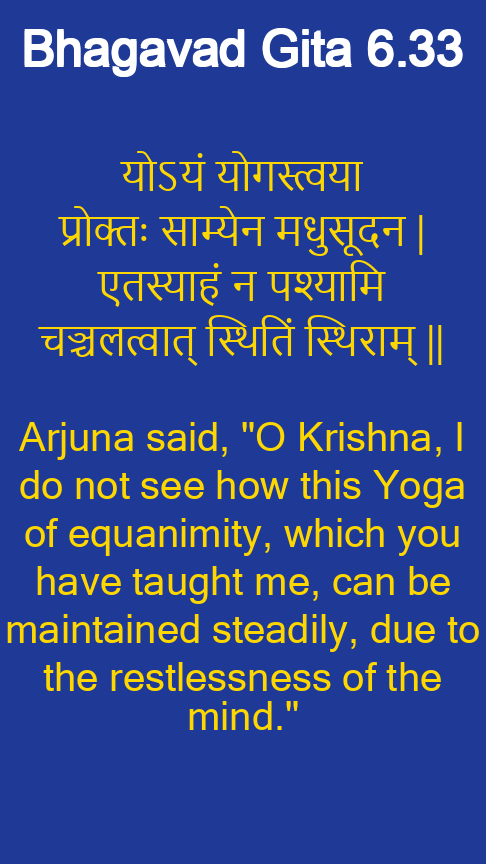 Bhagavad Gita 6.33
योऽयं योगस्त्वया
प्रोक्तः साम्येन मधुसूदन |
एतस्याहं न पश्यामि
चञ्चलत्वात् स्थितिं स्थिराम् ||
Arjuna said, "O Krishna, I
do not see how this Yoga
of equanimity, which you
have taught me, can be
maintained steadily, due to
the restlessness of the
mind."